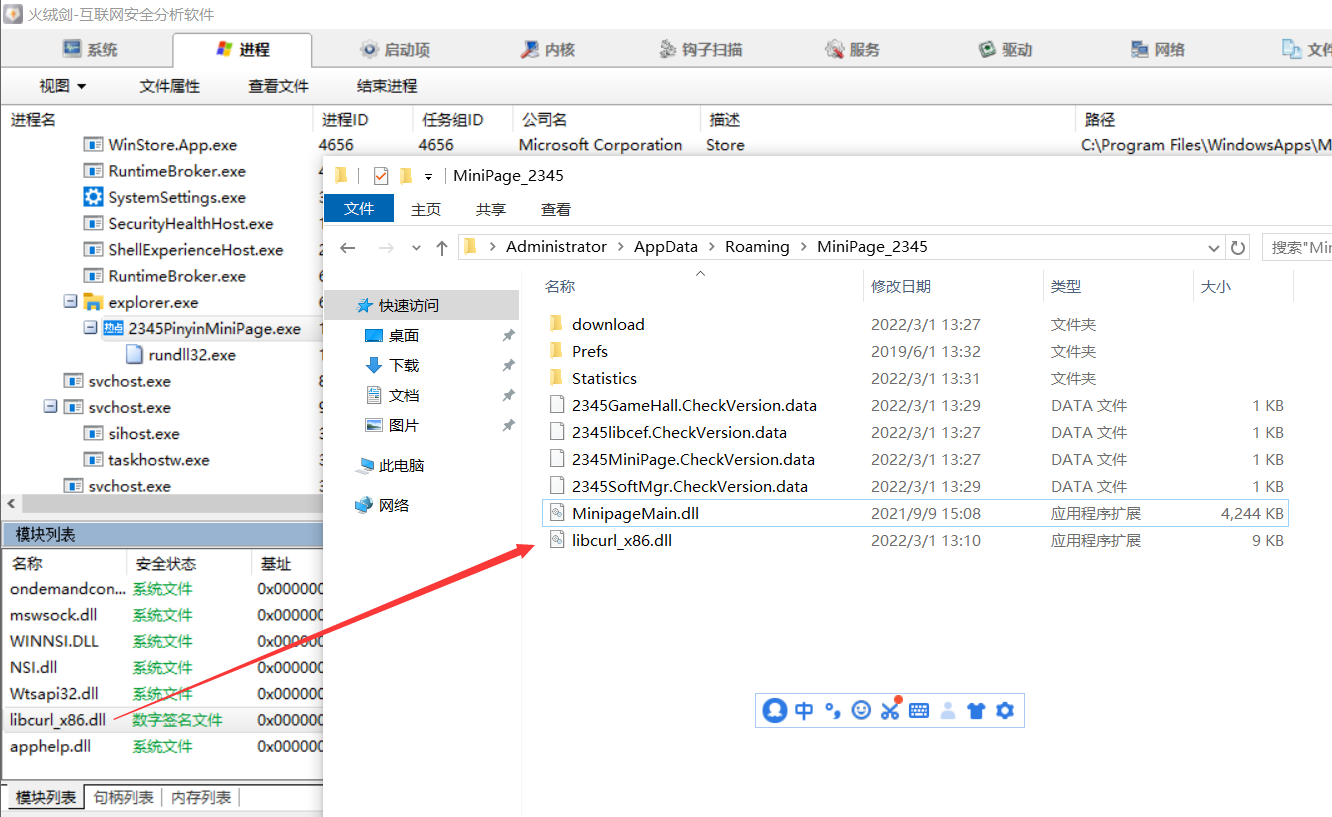 火绒剑-互联网安全分析软件
系统 进程 启动项 内核 钩子扫描 服务 驱动 网络
视图 文件属性 查看文件 结束进程
进程名 进程ID 任务组ID 公司名 描述 路径
WinStore.App.exe 4656 4656 Microsoft Corporation Store C:\Program Files\WindowsApps\M
RuntimeBroker.exe
SystemSettings.exe
SecurityHealthHost.exe
ShellExperienceHost.exe
RuntimeBroker.exe
explorer.exe
热点 2345PinyinMiniPage.exe
rundll32.exe
svchost.exe
svchost.exe
sihost.exe
taskhostw.exe
svchost.exe
模块列表
名称 安全状态 基址
ondemandcon... 系统文件 0x000000
mswsock.dll 系统文件 0x000000
WINNSI.DLL 系统文件 0x000000
NSI.dll 系统文件 0x000000
Wtsapi32.dll 系统文件 0x000000
libcurl_x86.dll 数字签名文件 0x000000
apphelp.dll 系统文件 0x000000
模块列表 句柄列表 内存列表
MiniPage_2345
文件 主页 共享 查看
Administrator AppData Roaming MiniPage_2345
搜索"Mini
快速访问
桌面
下载
文档
图片
此电脑
网络
名称 修改日期 类型 大小
download 2022/3/1 13:27 文件夹
Prefs 2019/6/1 13:32 文件夹
Statistics 2022/3/1 13:31 文件夹
2345GameHall.CheckVersion.data 2022/3/1 13:29 DATA 文件 1 KB
2345libcef.CheckVersion.data 2022/3/1 13:27 DATA 文件 1 KB
2345MiniPage.CheckVersion.data 2022/3/1 13:27 DATA 文件 1 KB
2345SoftMgr.CheckVersion.data 2022/3/1 13:29 DATA 文件 1 KB
MinipageMain.dll 2021/9/9 15:08 应用程序扩展 4,244 KB
libcurl_x86.dll 2022/3/1 13:10 应用程序扩展 9 KB
中